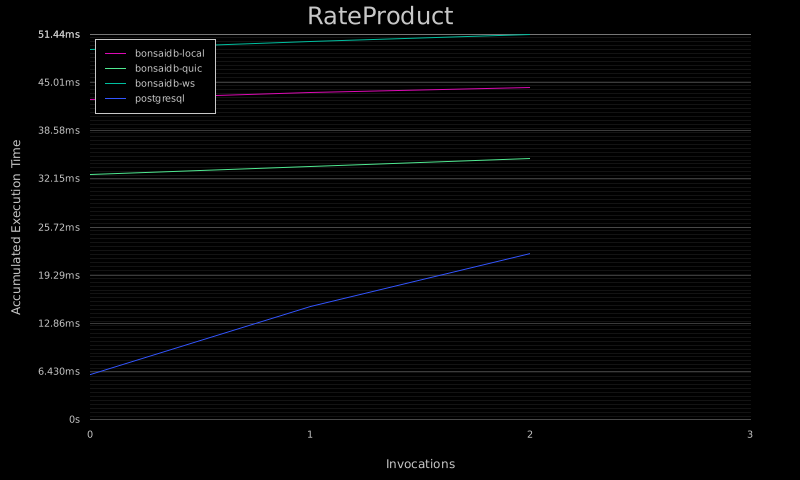 RateProduct
51.44ms
bonsaidb-local
bonsaidb-quic
bonsaidb-ws
postgresql
45.01ms
38.58ms
32.15ms
25.72ms
19.29ms
12.86ms
6.430ms
0s
Accumulated Execution Time
0 1 2 3
Invocations